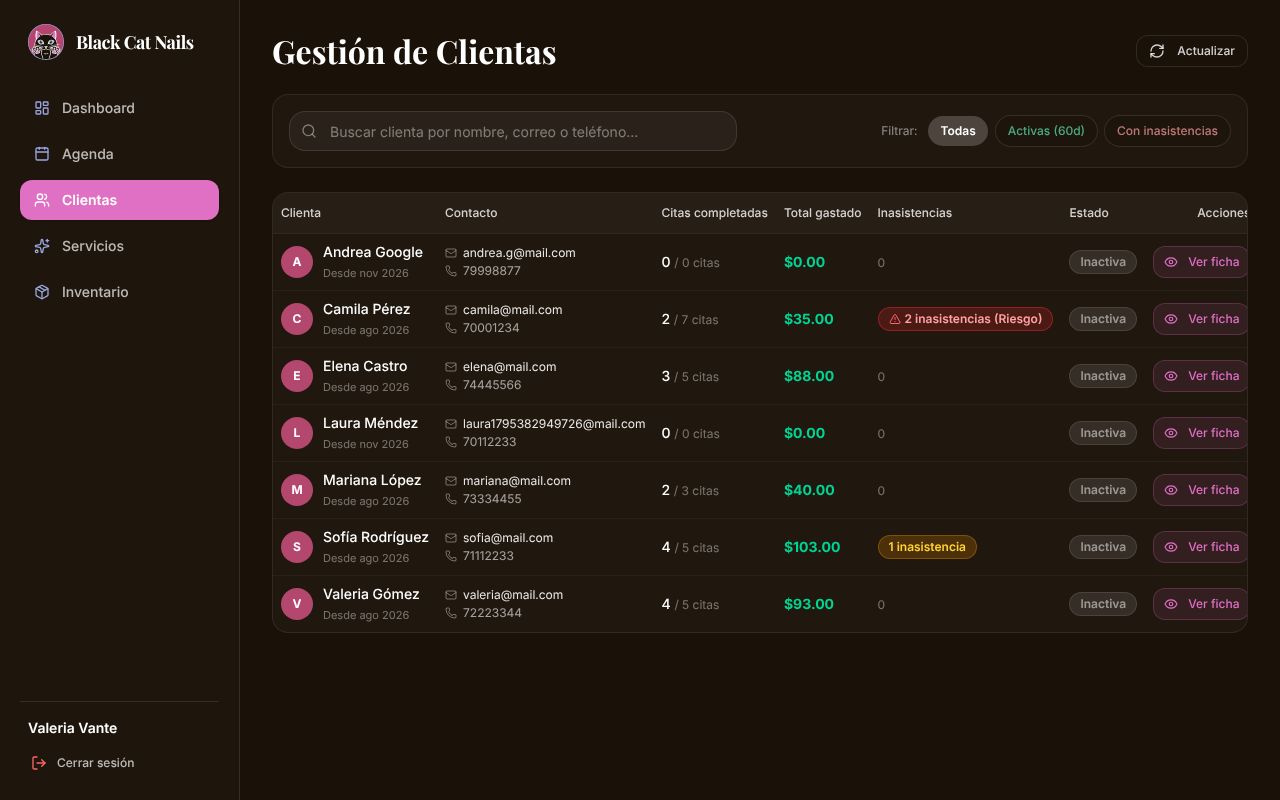 Black Cat Nails
Dashboard
Agenda
Clientas
Servicios
Inventario
Valeria Vante
Cerrar sesión
Gestión de Clientas
Actualizar
Buscar clienta por nombre, correo o teléfono...
Filtrar: Todas Activas (60d) Con inasistencias
Clienta Contacto Citas completadas Total gastado Inasistencias Estado Acciones
Andrea Google andrea.g@mail.com
A 0 / 0 citas $0.00 0 Inactiva Ver ficha
Desde nov 2026 79998877
Camila Pérez camila@mail.com
C 2 / 7 citas $35.00 2 inasistencias (Riesgo) Inactiva Ver ficha
Desde ago 2026 70001234
Elena Castro elena@mail.com
E 3 / 5 citas $88.00 0 Inactiva Ver ficha
Desde ago 2026 74445566
Laura Méndez laura1795382949726@mail.com
L 0 / 0 citas $0.00 0 Inactiva Ver ficha
Desde nov 2026 70112233
Mariana López mariana@mail.com
M 2 / 3 citas $40.00 0 Inactiva Ver ficha
Desde ago 2026 73334455
Sofía Rodríguez sofia@mail.com
S 4 / 5 citas $103.00 1 inasistencia Inactiva Ver ficha
Desde ago 2026 71112233
Valeria Gómez valeria@mail.com
V 4 / 5 citas $93.00 0 Inactiva Ver ficha
Desde ago 2026 72223344